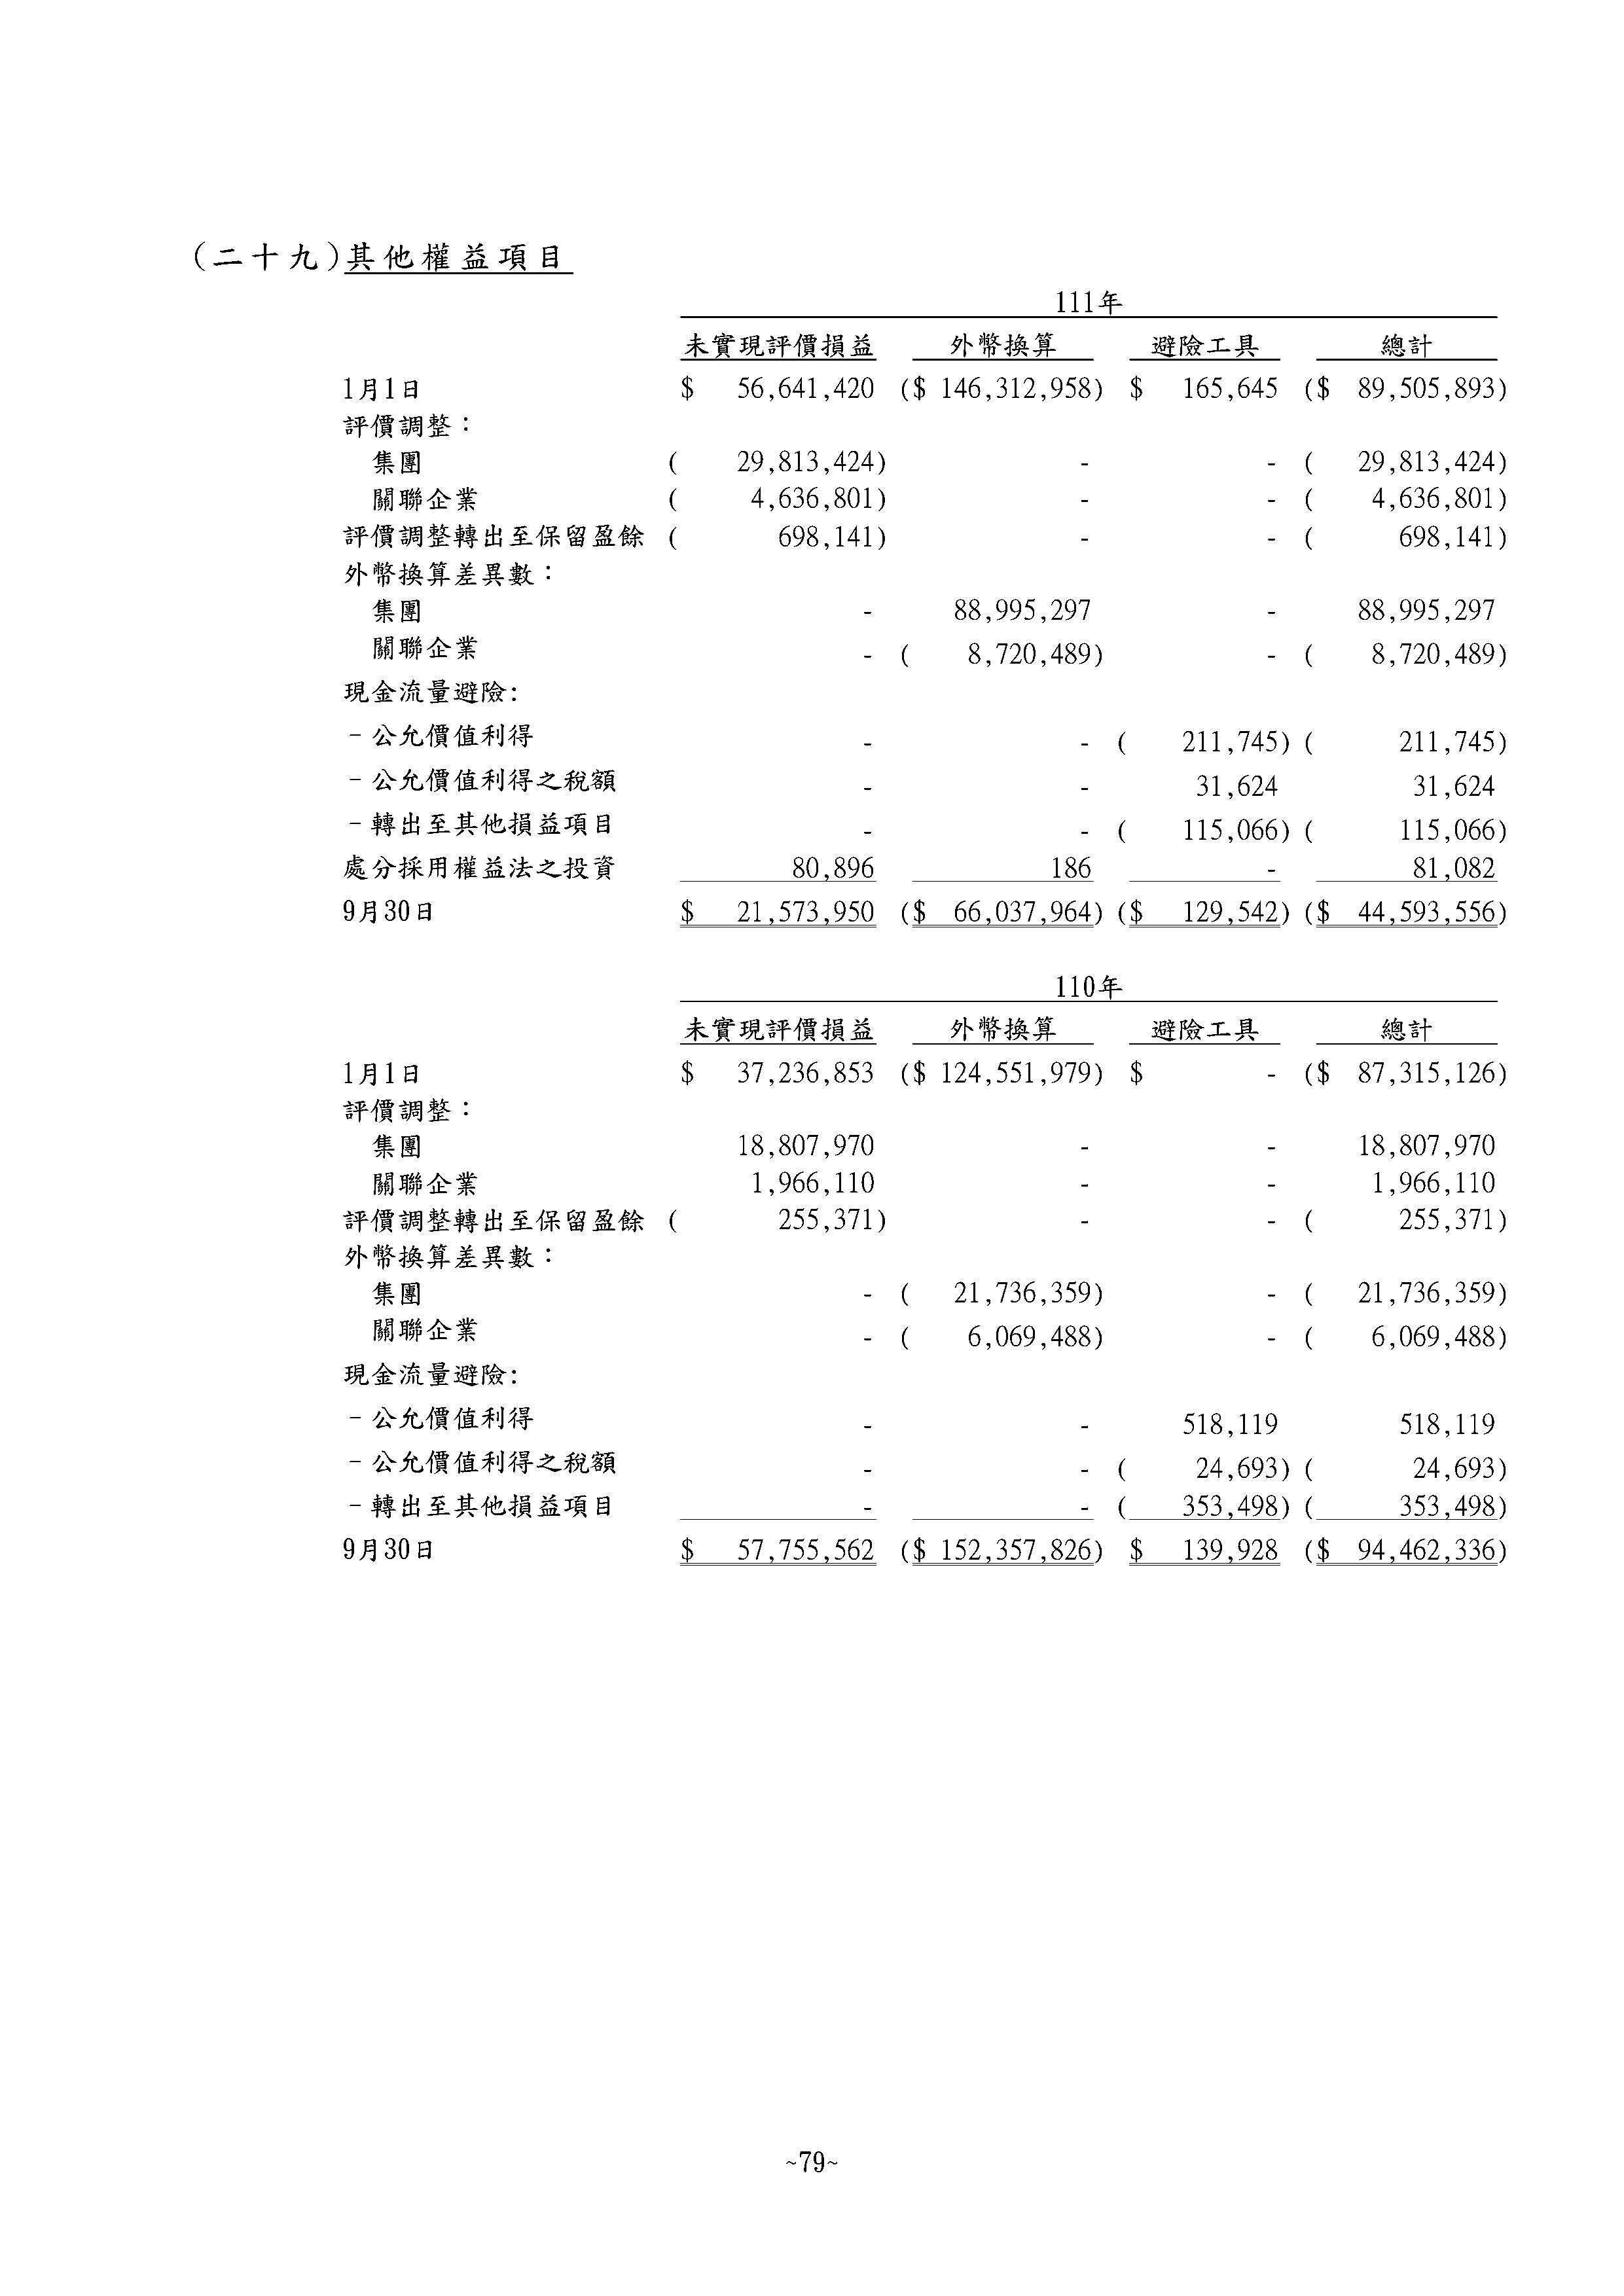 (二十九)其他權益項目
111年
未實現評價損益 外幣換算 避險工具 總計
1月1日 $ 56,641,420 ($ 146,312,958) $ 165,645 ($ 89,505,893)
評價調整：
集團 ( 29,813,424) - - ( 29,813,424)
關聯企業 ( 4,636,801) - - ( 4,636,801)
評價調整轉出至保留盈餘 ( 698,141) - - ( 698,141)
外幣換算差異數：
集團 - 88,995,297 - 88,995,297
關聯企業 - ( 8,720,489) - ( 8,720,489)
現金流量避險:
-公允價值利得 - - ( 211,745) ( 211,745)
-公允價值利得之稅額 - - 31,624 31,624
-轉出至其他損益項目 - - ( 115,066) ( 115,066)
處分採用權益法之投資 80,896 186 - 81,082
9月30日 $ 21,573,950 ($ 66,037,964) ($ 129,542) ($ 44,593,556)
110年
未實現評價損益 外幣換算 避險工具 總計
1月1日 $ 37,236,853 ($ 124,551,979) $ - ($ 87,315,126)
評價調整：
集團 18,807,970 - - 18,807,970
關聯企業 1,966,110 - - 1,966,110
評價調整轉出至保留盈餘 ( 255,371) - - ( 255,371)
外幣換算差異數：
集團 - ( 21,736,359) - ( 21,736,359)
關聯企業 - ( 6,069,488) - ( 6,069,488)
現金流量避險:
-公允價值利得 - - 518,119 518,119
-公允價值利得之稅額 - - ( 24,693) ( 24,693)
-轉出至其他損益項目 - - ( 353,498) ( 353,498)
9月30日 $ 57,755,562 ($ 152,357,826) $ 139,928 ($ 94,462,336)
~79~